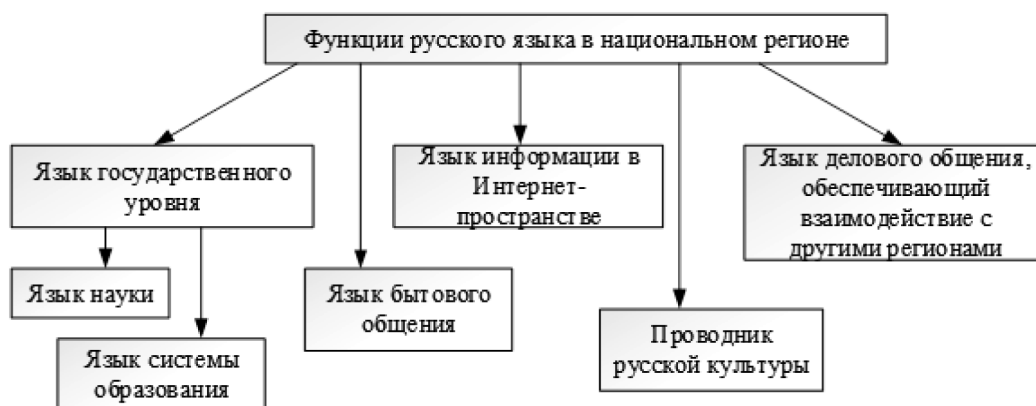 Функции русского языка в национальном регионе
Язык государственного
уровня
Язык информации в
Интернет-
пространстве
Язык делового общения,
обеспечивающий
взаимодействие с
другими регионами
Язык науки
Язык бытового
общения
Проводник
русской культуры
Язык системы
образования